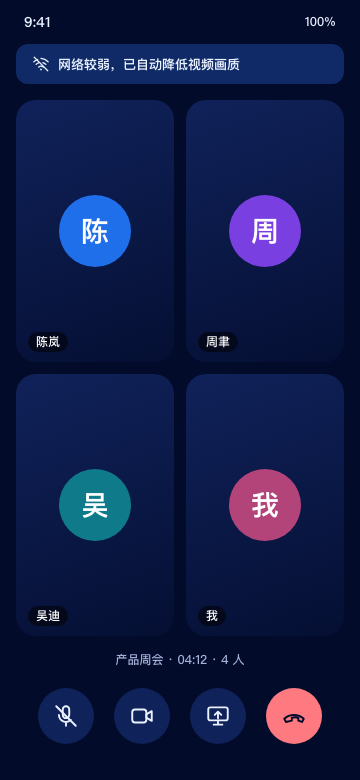 9:41
100%
网络较弱，已自动降低视频画质
陈
周
陈岚
周聿
吴
我
吴迪
我
产品周会 · 04:12 · 4 人